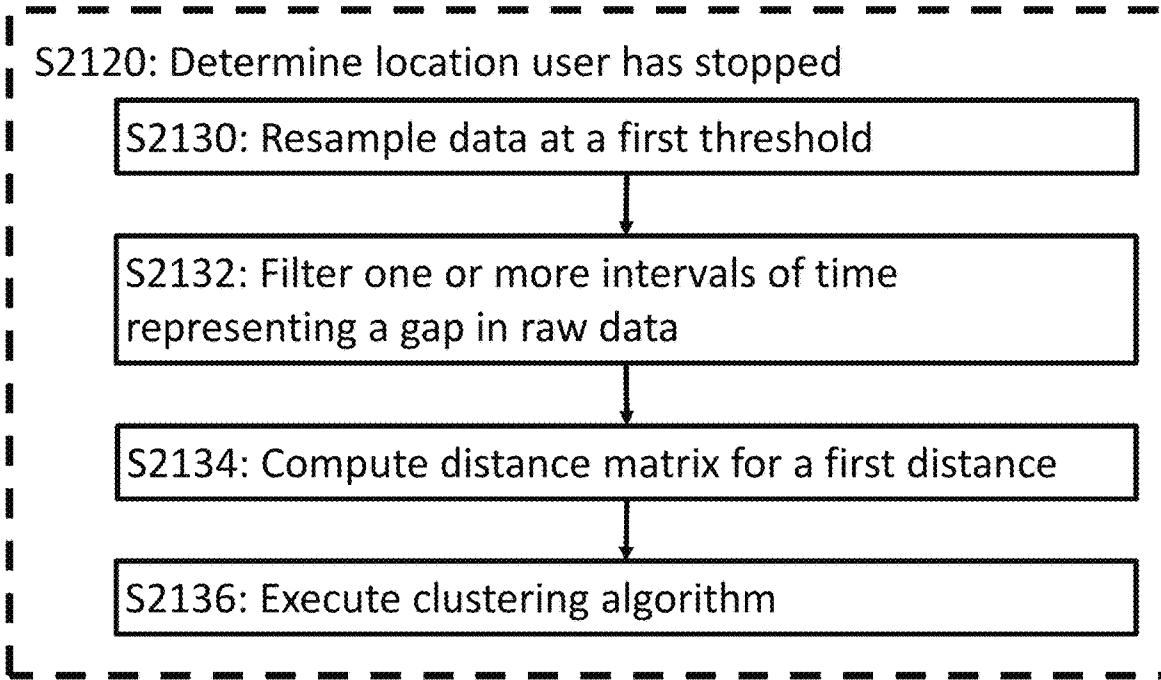 S2120: Determine location user has stopped
S2130: Resample data at a first threshold
S2132: Filter one or more intervals of time
representing a gap in raw data
S2134: Compute distance matrix for a first distance
S2136: Execute clustering algorithm